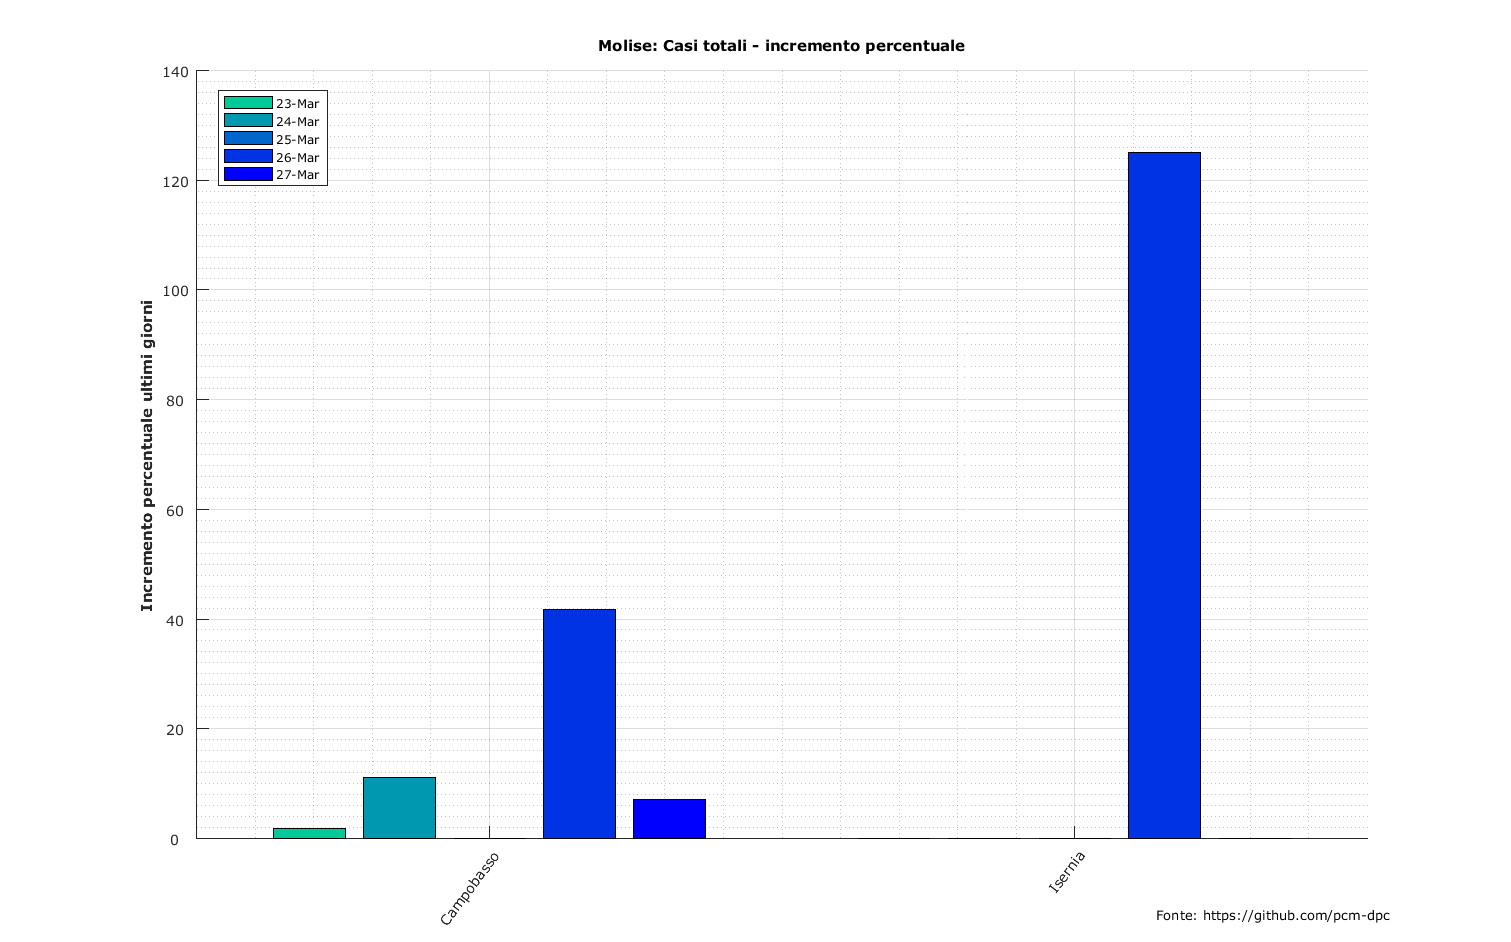 Molise: Casi totali - incremento percentuale
140
120
100
80
60
40
20
0
23-Mar
24-Mar
25-Mar
26-Mar
27-Mar
Incremento percentuale ultimi giorni
Campobasso
Isernia
Fonte: https://github.com/pcm-dpc